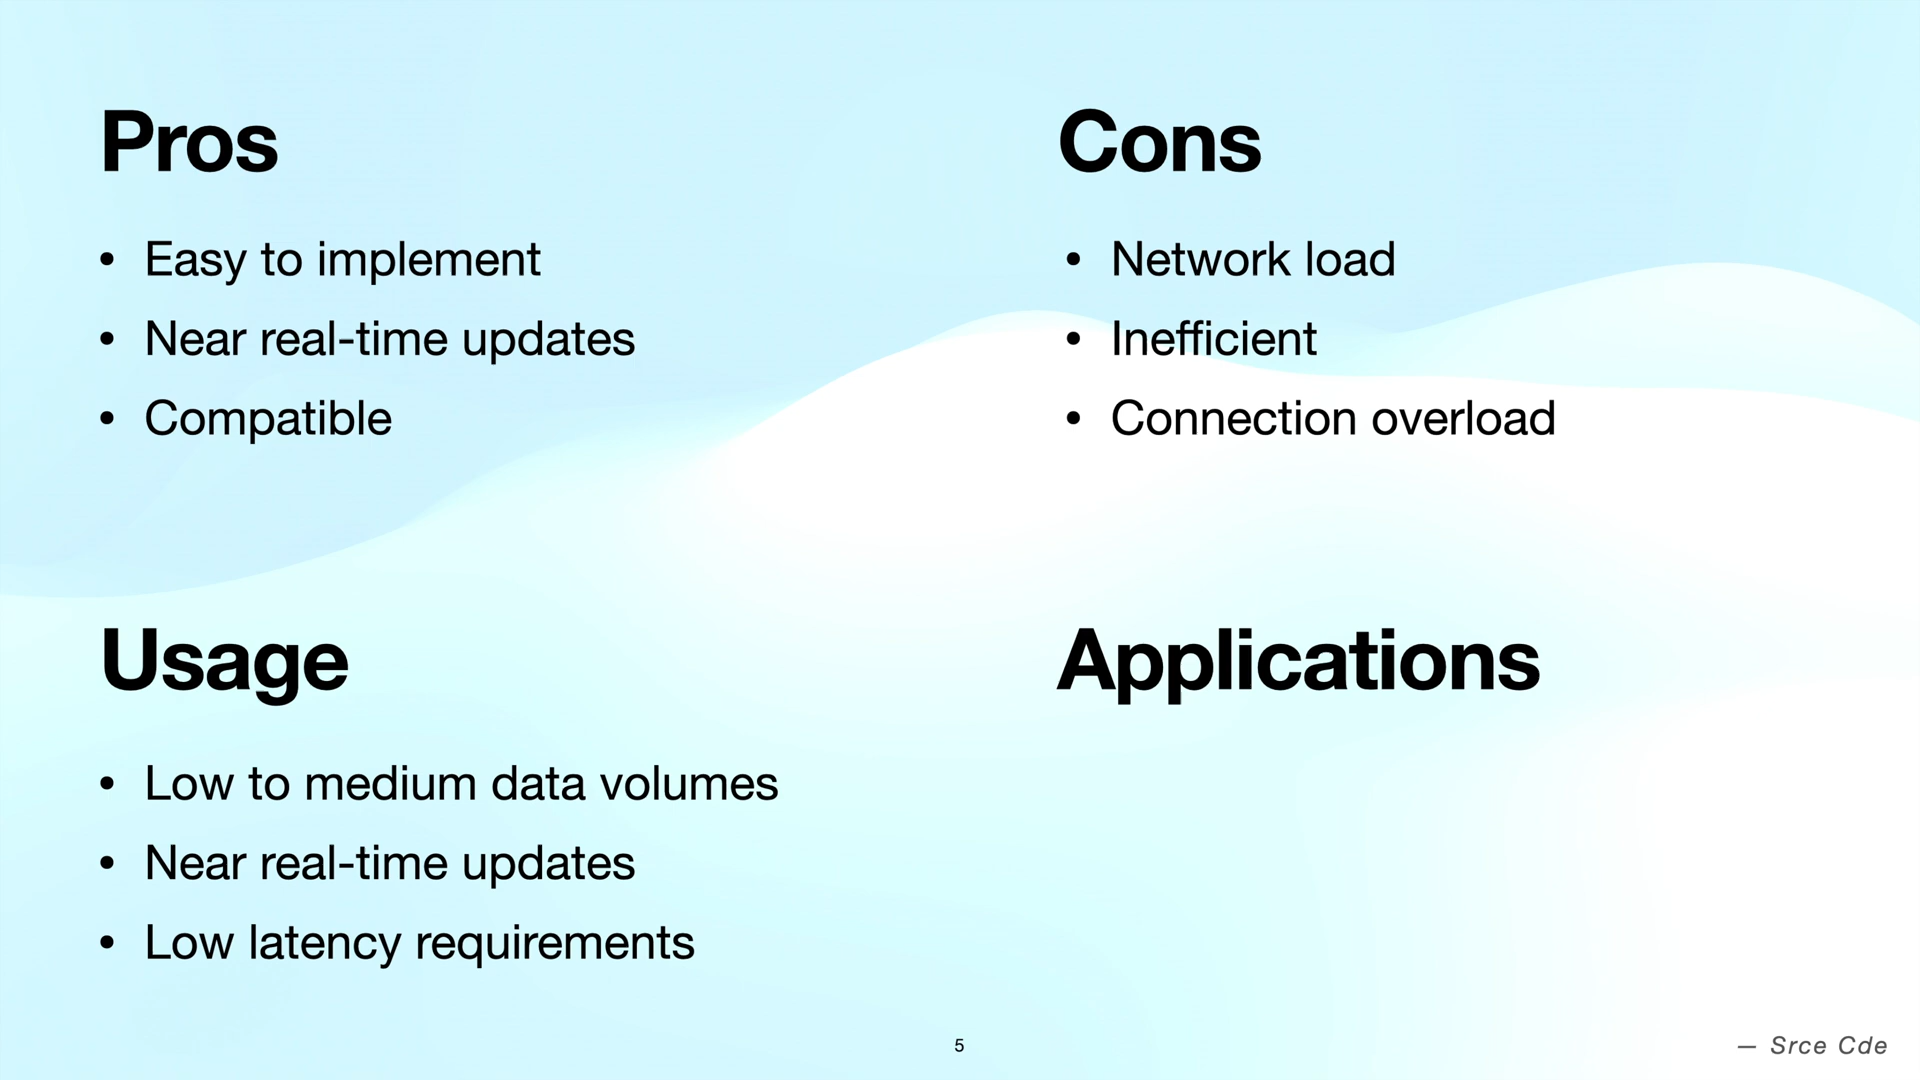 Pros
• Easy to implement
• Near real-time updates
• Compatible
Cons
• Network load
• Inefficient
• Connection overload
Usage
• Low to medium data volumes
• Near real-time updates
• Low latency requirements
Applications
5
— Srce Cde